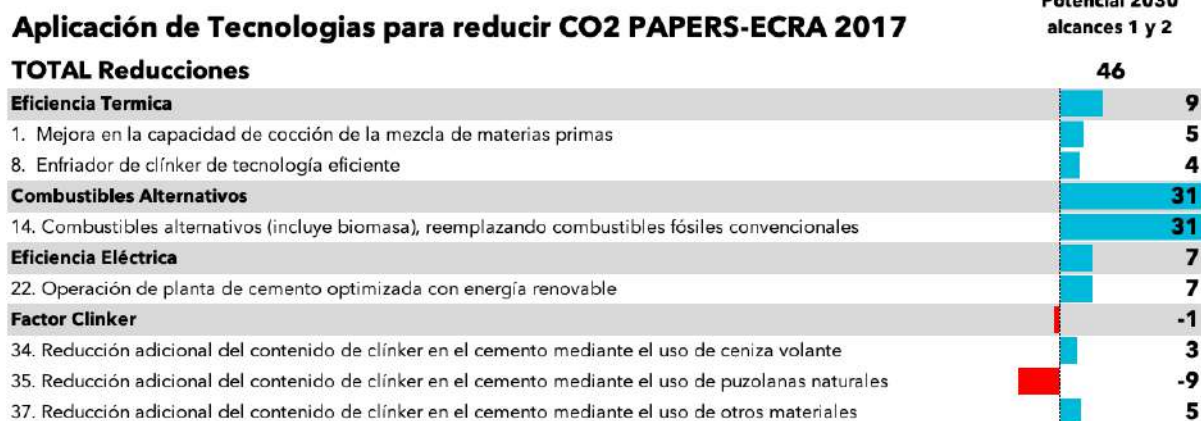 Potencial 2030
Aplicación de Tecnologias para reducir CO2 PAPERS-ECRA 2017
alcances 1 y 2
TOTAL Reducciones 46
Eficiencia Termica 9
1. Mejora en la capacidad de cocción de la mezcla de materias primas 5
8. Enfriador de clínker de tecnología eficiente 4
Combustibles Alternativos 31
14. Combustibles alternativos (incluye biomasa), reemplazando combustibles fósiles convencionales 31
Eficiencia Eléctrica 7
22. Operación de planta de cemento optimizada con energía renovable 7
Factor Clinker -1
34. Reducción adicional del contenido de clínker en el cemento mediante el uso de ceniza volante 3
35. Reducción adicional del contenido de clínker en el cemento mediante el uso de puzolanas naturales -9
37. Reducción adicional del contenido de clínker en el cemento mediante el uso de otros materiales 5